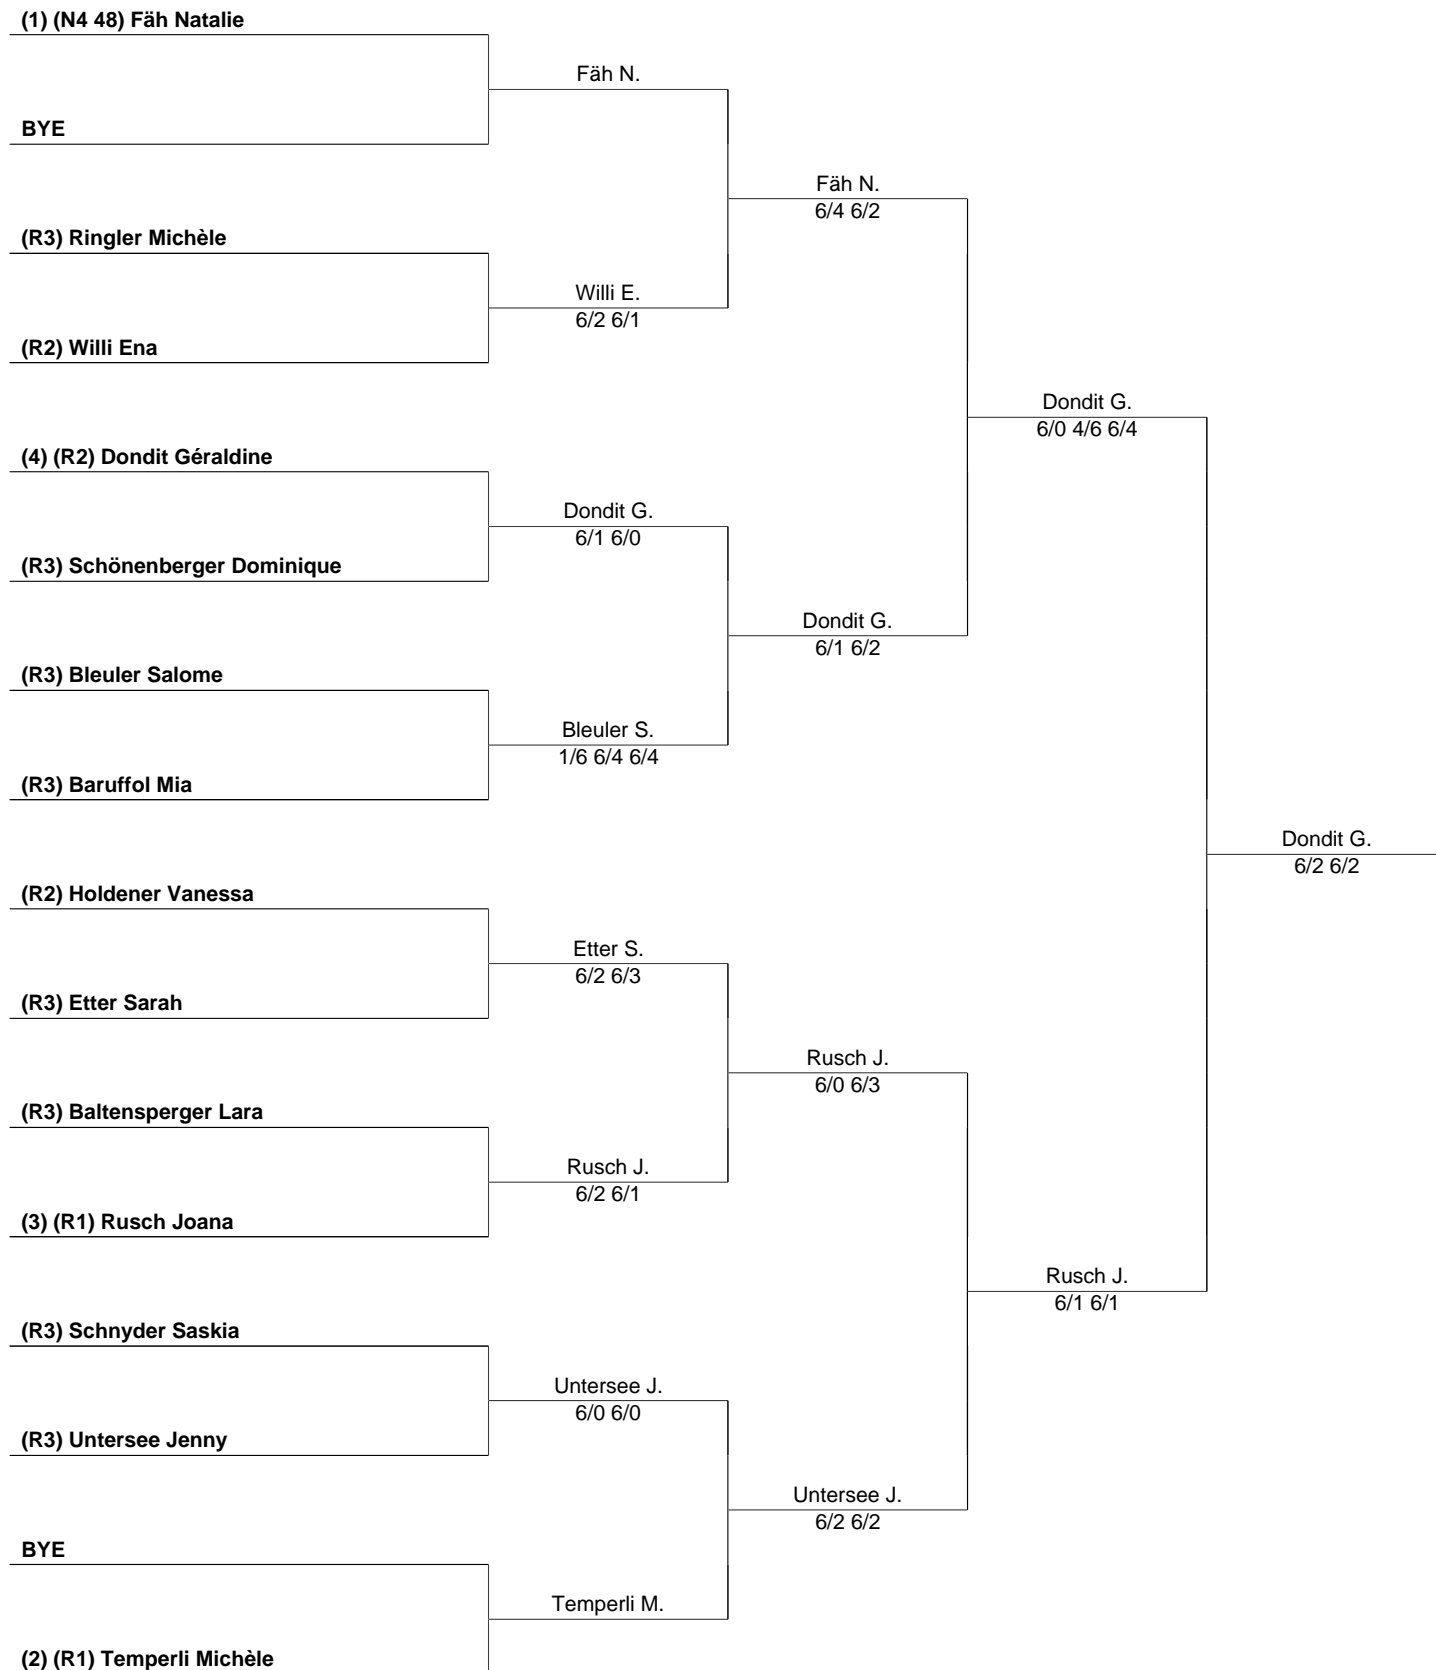 (1) (N4 48) Fäh Natalie
Fäh N.
BYE
Fäh N.
6/4 6/2
(R3) Ringler Michèle
Willi E.
6/2 6/1
(R2) Willi Ena
Dondit G.
6/0 4/6 6/4
(4) (R2) Dondit Géraldine
Dondit G.
6/1 6/0
(R3) Schönenberger Dominique
Dondit G.
6/1 6/2
(R3) Bleuler Salome
Bleuler S.
1/6 6/4 6/4
(R3) Baruffol Mia
Dondit G.
6/2 6/2
(R2) Holdener Vanessa
Etter S.
6/2 6/3
(R3) Etter Sarah
Rusch J.
6/0 6/3
(R3) Baltensperger Lara
Rusch J.
6/2 6/1
(3) (R1) Rusch Joana
Rusch J.
6/1 6/1
(R3) Schnyder Saskia
Untersee J.
6/0 6/0
(R3) Untersee Jenny
Untersee J.
6/2 6/2
BYE
Temperli M.
(2) (R1) Temperli Michèle